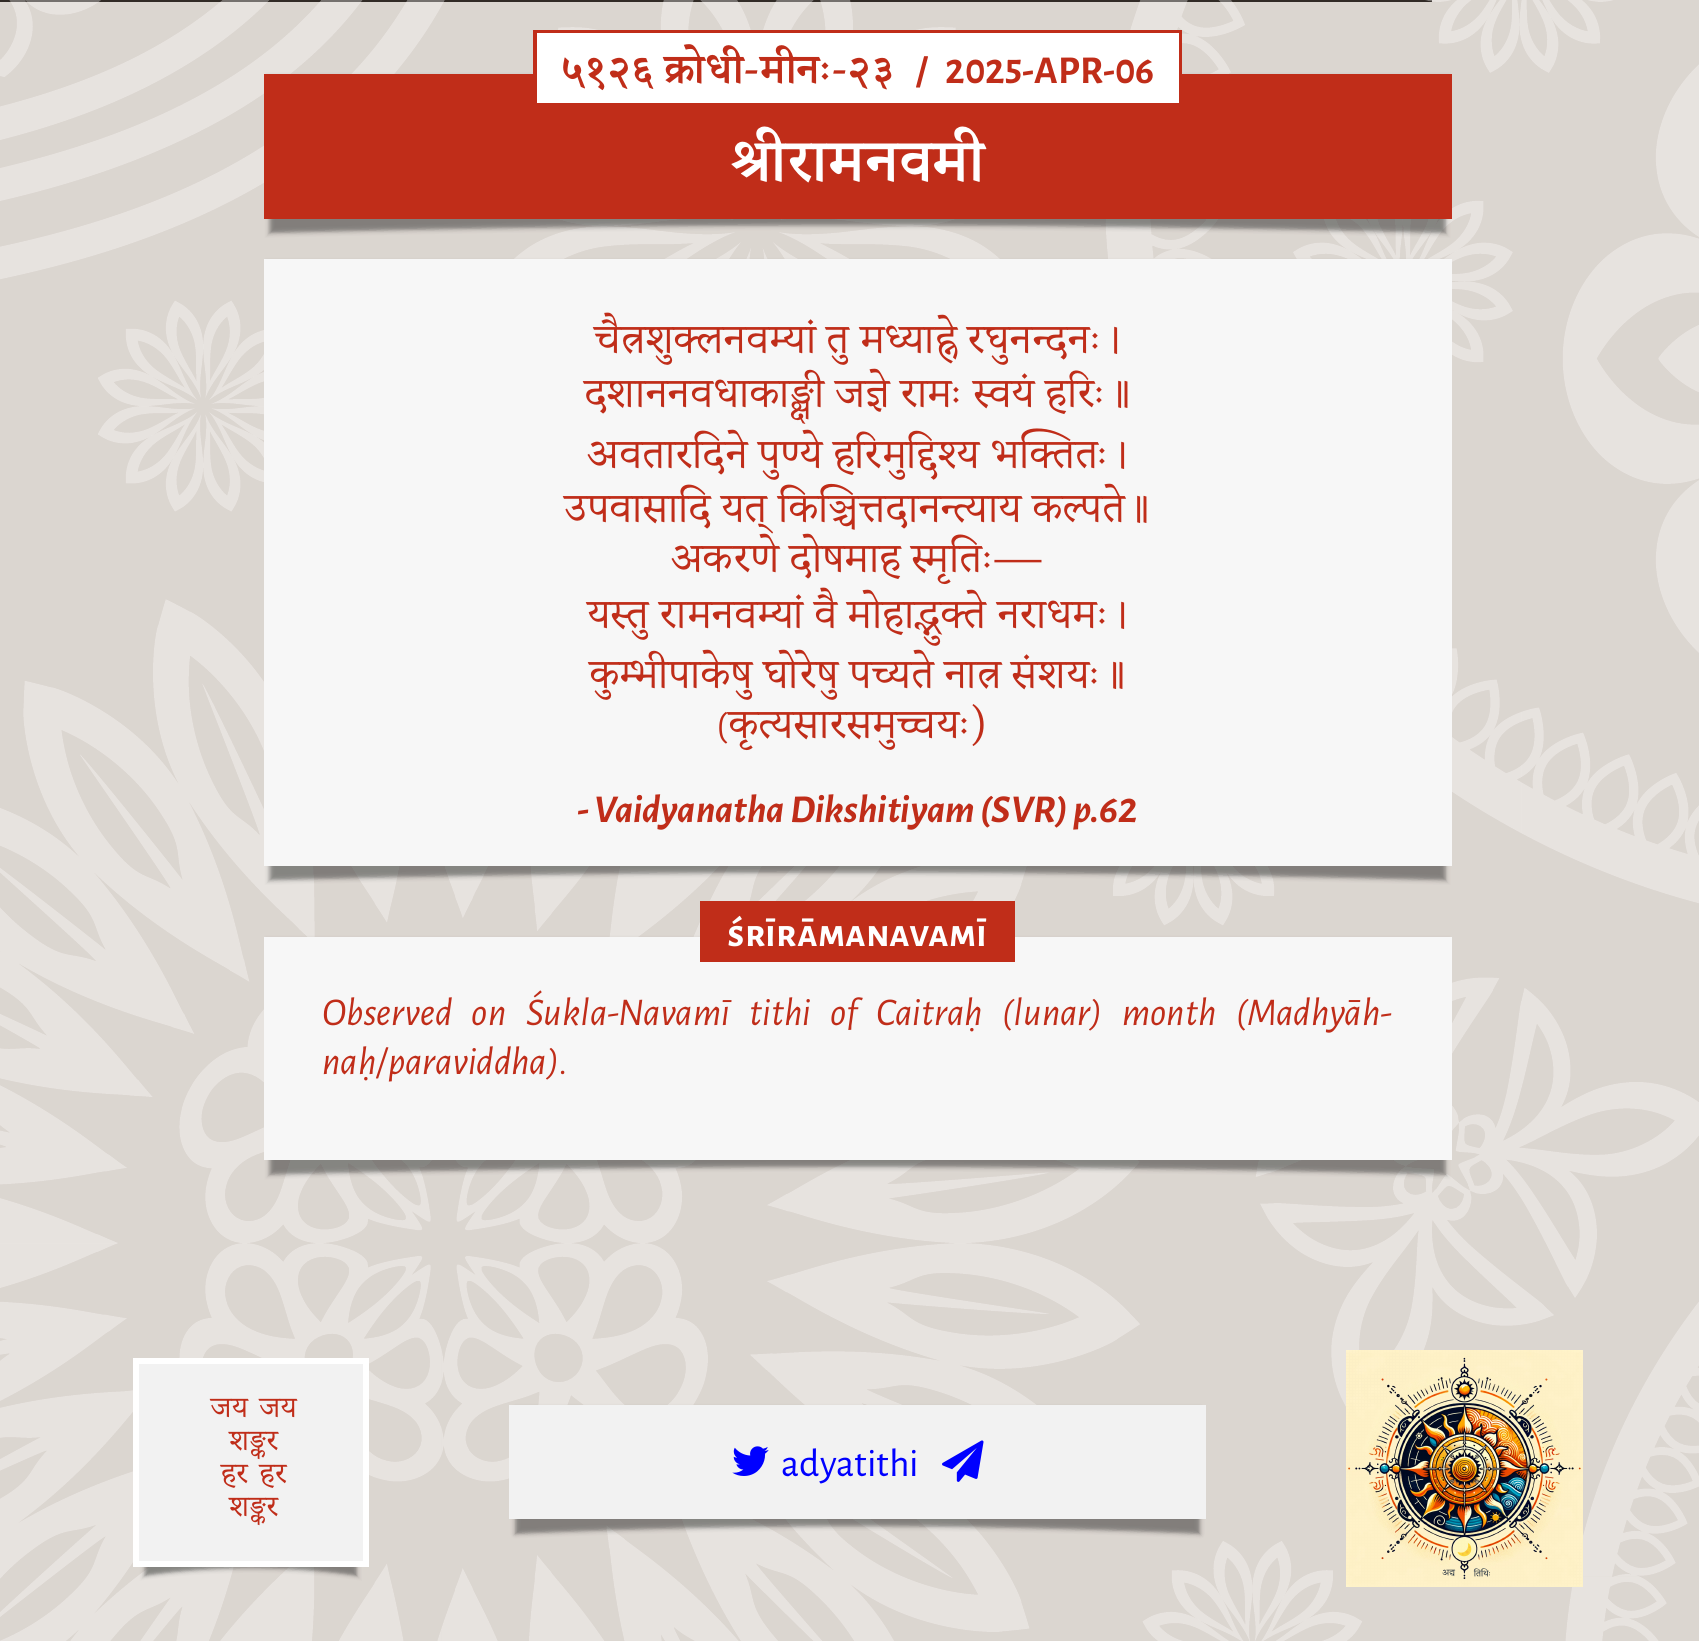 ५१२६ क्रोधी-मीनः-२३ / 2025-APR-06
श्रीरामनवमी
चैत्रशुक्लनवम्यां तु मध्याह्ने रघुनन्दनः।
दशाननवधाकाङ्क्षी जज्ञे रामः स्वयं हरिः॥
अवतारदिने पुण्ये हरिमुद्दिश्य भक्तितः।
उपवासादि यत् किञ्चित्तदानन्त्याय कल्पते॥
अकरणे दोषमाह स्मृतिः—
यस्तु रामनवम्यां वै मोहाद्भुक्ते नराधमः।
कुम्भीपाकेषु घोरेषु पच्यते नात्र संशयः॥
(कृत्यसारसमुच्चयः)
- Vaidyanatha Dikshitiyam (SVR) p.62
ŚRĪRĀMANAVAMĪ
Observed on Śukla-Navamī tithi of Caitraḥ (lunar) month (Madhyāh-
naḥ/paraviddha).
जय जय
शङ्कर
हर हर
शङ्कर
adyatithi
अद्य तिथिः